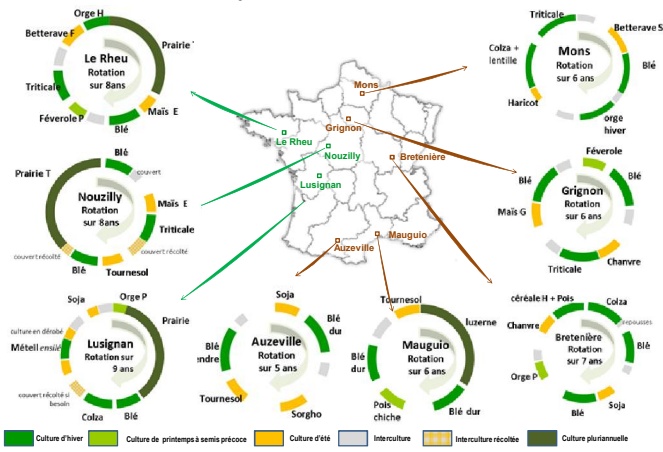 Orge H
Betterave F
Le Rheu
Rotation
sur 8ans
Prairie
Triticale
Féverole P
Blé
Maïs E
Triticale
Betterave S
Colza +
lentille
Mons
Rotation
sur 6 ans
Blé
Haricot
orge
hiver
Mons
Grignon
Le Rheu
Nouzilly
Bretenière
Lusignan
Auzeville
Mauguio
Blé
couvert
Prairie T
Nouzilly
Rotation
sur 8ans
Maïs E
Triticale
couvert récolté
couvert récolté
Blé
Tournesol
Féverole
Blé
Blé
Grignon
Rotation
sur 6 ans
Maïs G
Triticale
Chanvre
Soja
Orge P
Prairie
culture en dérobé
Lusignan
Rotation sur
9 ans
Métell ensilé
couvert récolté si
besoin
Colza
Blé
Soja
Blé
dur
Auzeville
Rotation
sur 5 ans
Blé
endre
Tournesol
Sorgho
Tournesol
luzerne
Mauguio
Rotation
sur 6 ans
Blé
dur
Pois
chiche
Blé dur
céréale H + Pois
Colza
repousses
Chanvre
Bretenière
Rotation
sur 7 ans
Blé
Orge P
Blé
Soja
Culture d'hiver
Culture de printemps à semis précoce
Culture d'été
Interculture
Interculture récoltée
Culture pluriannuelle